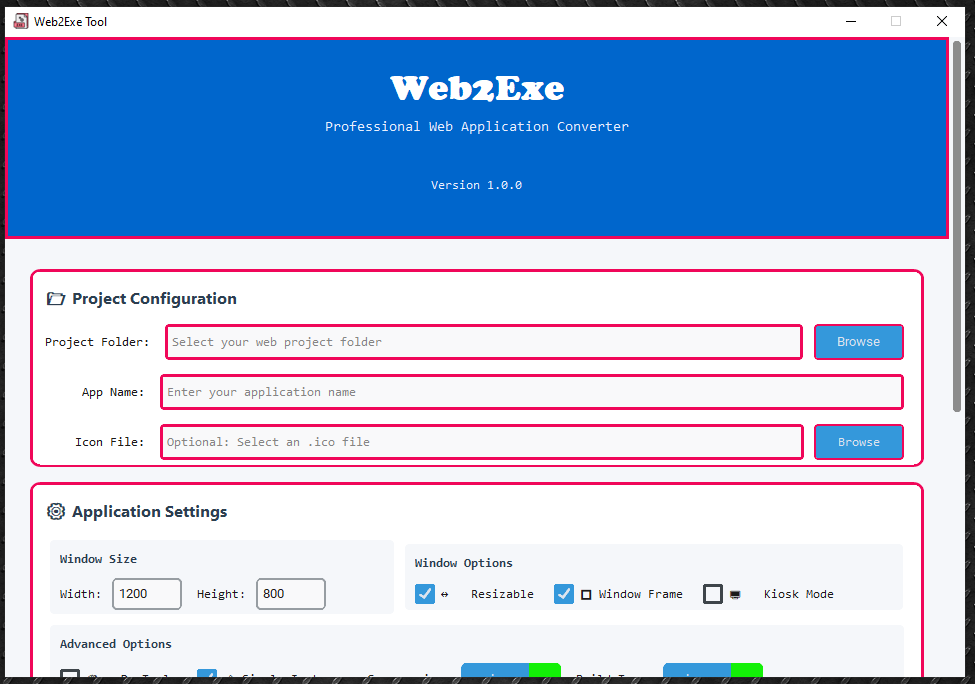 Web2Exe Tool
Web2Exe
Professional Web Application Converter
Version 1.0.0
Project Configuration
Project Folder: Select your web project folder Browse
App Name: Enter your application name
Icon File: Optional: Select an .ico file Browse
Application Settings
Window Size
Width: 1200 Height: 800
Window Options
Resizable Window Frame Kiosk Mode
Advanced Options